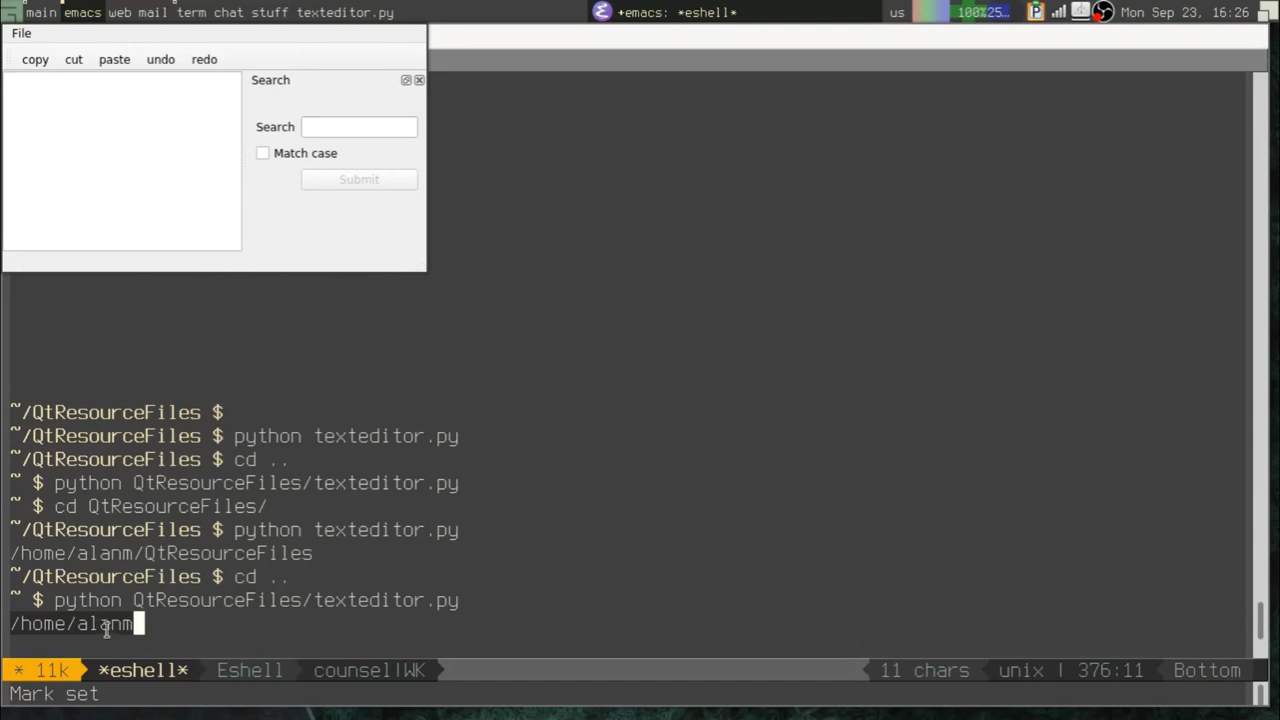 main emacs web mail term chat stuff texteditor.py
+emacs: *eshell*
us
100%25...
Mon Sep 23, 16:26
File
copy cut paste undo redo
Search
Search
Match case
Submit
~/QtResourceFiles $
~/QtResourceFiles $ python texteditor.py
~/QtResourceFiles $ cd ..
~ $ python QtResourceFiles/texteditor.py
~ $ cd QtResourceFiles/
~/QtResourceFiles $ python texteditor.py
/home/alanm/QtResourceFiles
~/QtResourceFiles $ cd ..
~ $ python QtResourceFiles/texteditor.py
/home/alanm
* 11k *eshell* Eshell counsel|WK 11 chars unix | 376:11 Bottom
Mark set